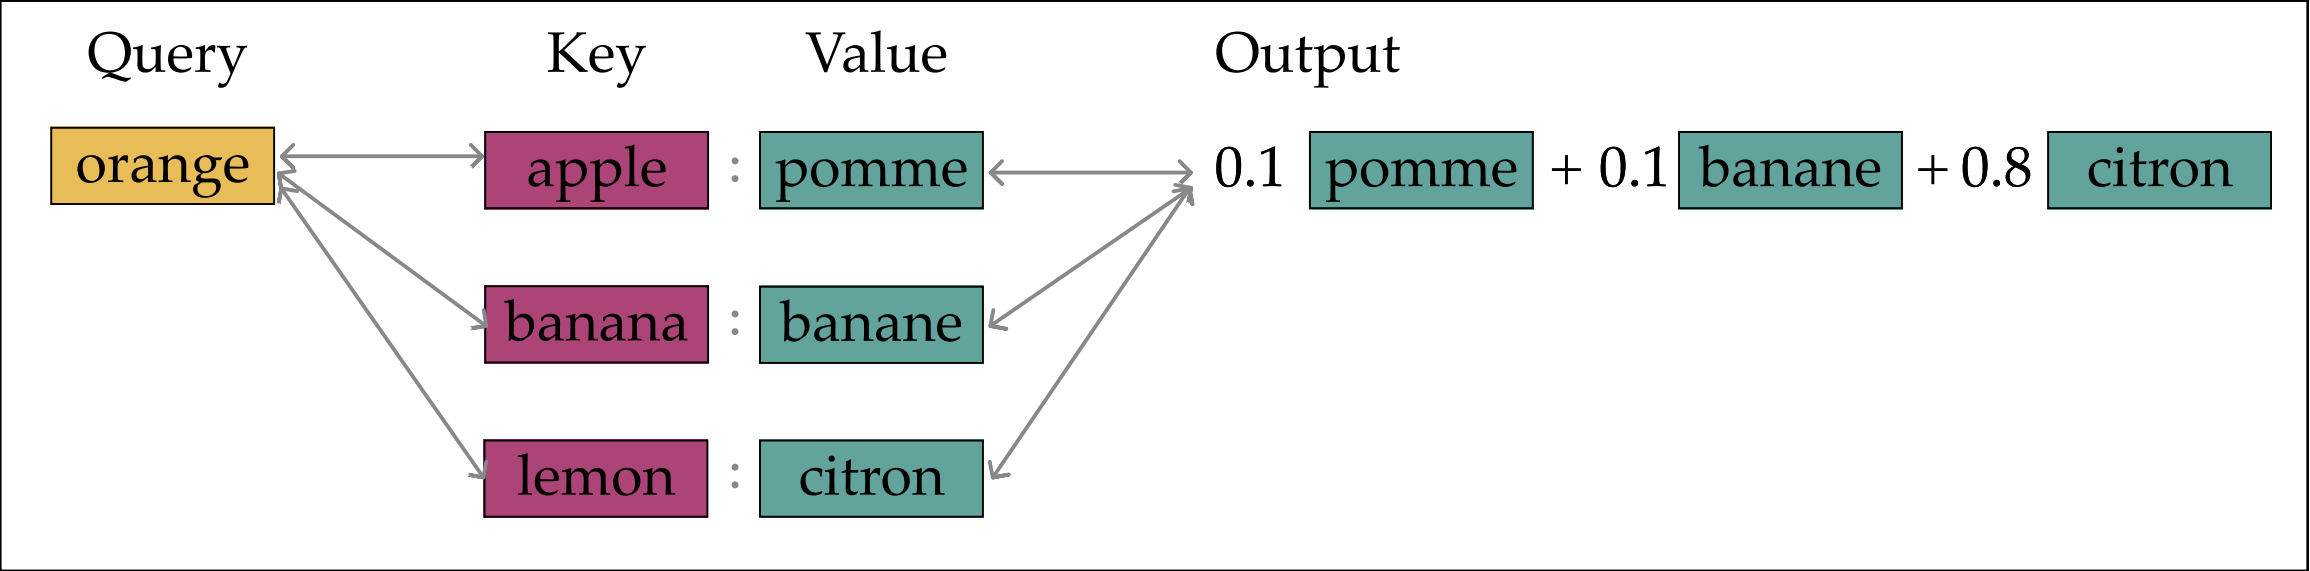 Query Key Value Output
orange apple : pomme 0.1 pomme + 0.1 banane + 0.8 citron
banana : banane
lemon : citron